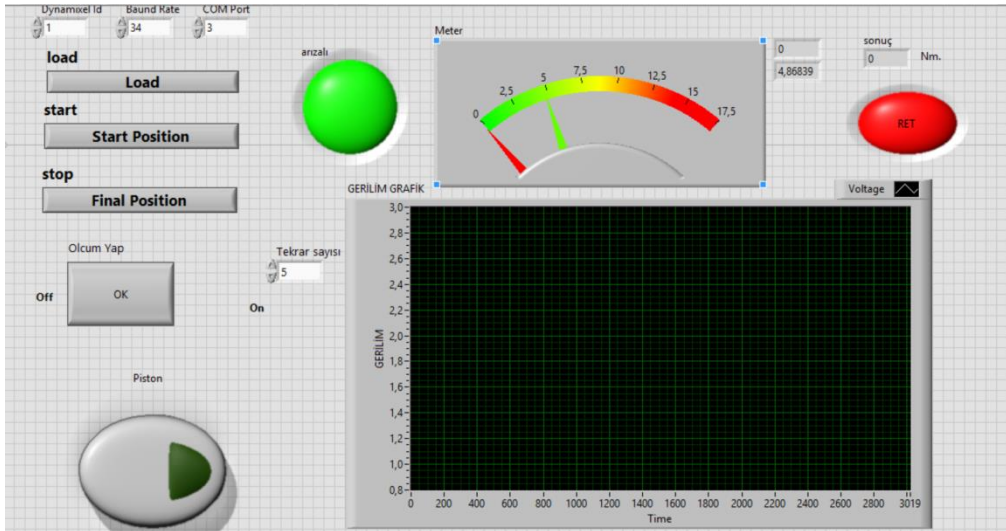 Dynamixel Id
Baund Rate
COM Port
1
34
3
load
Load
start
Start Position
stop
Final Position
Olcum Yap
Off
OK
On
Tekrar sayısı
5
Piston
arızalı
Meter
0
2,5
5
7,5
10
12,5
15
17,5
0
4,86839
sonuç
0
Nm.
RET
GERİLİM GRAFİK
Voltage
GERİLİM
3,0
2,8
2,6
2,4
2,2
2,0
1,8
1,6
1,4
1,2
1,0
0,8
0
200
400
600
800
1000
1200
1400
1600
1800
2000
2200
2400
2600
2800
3019
Time